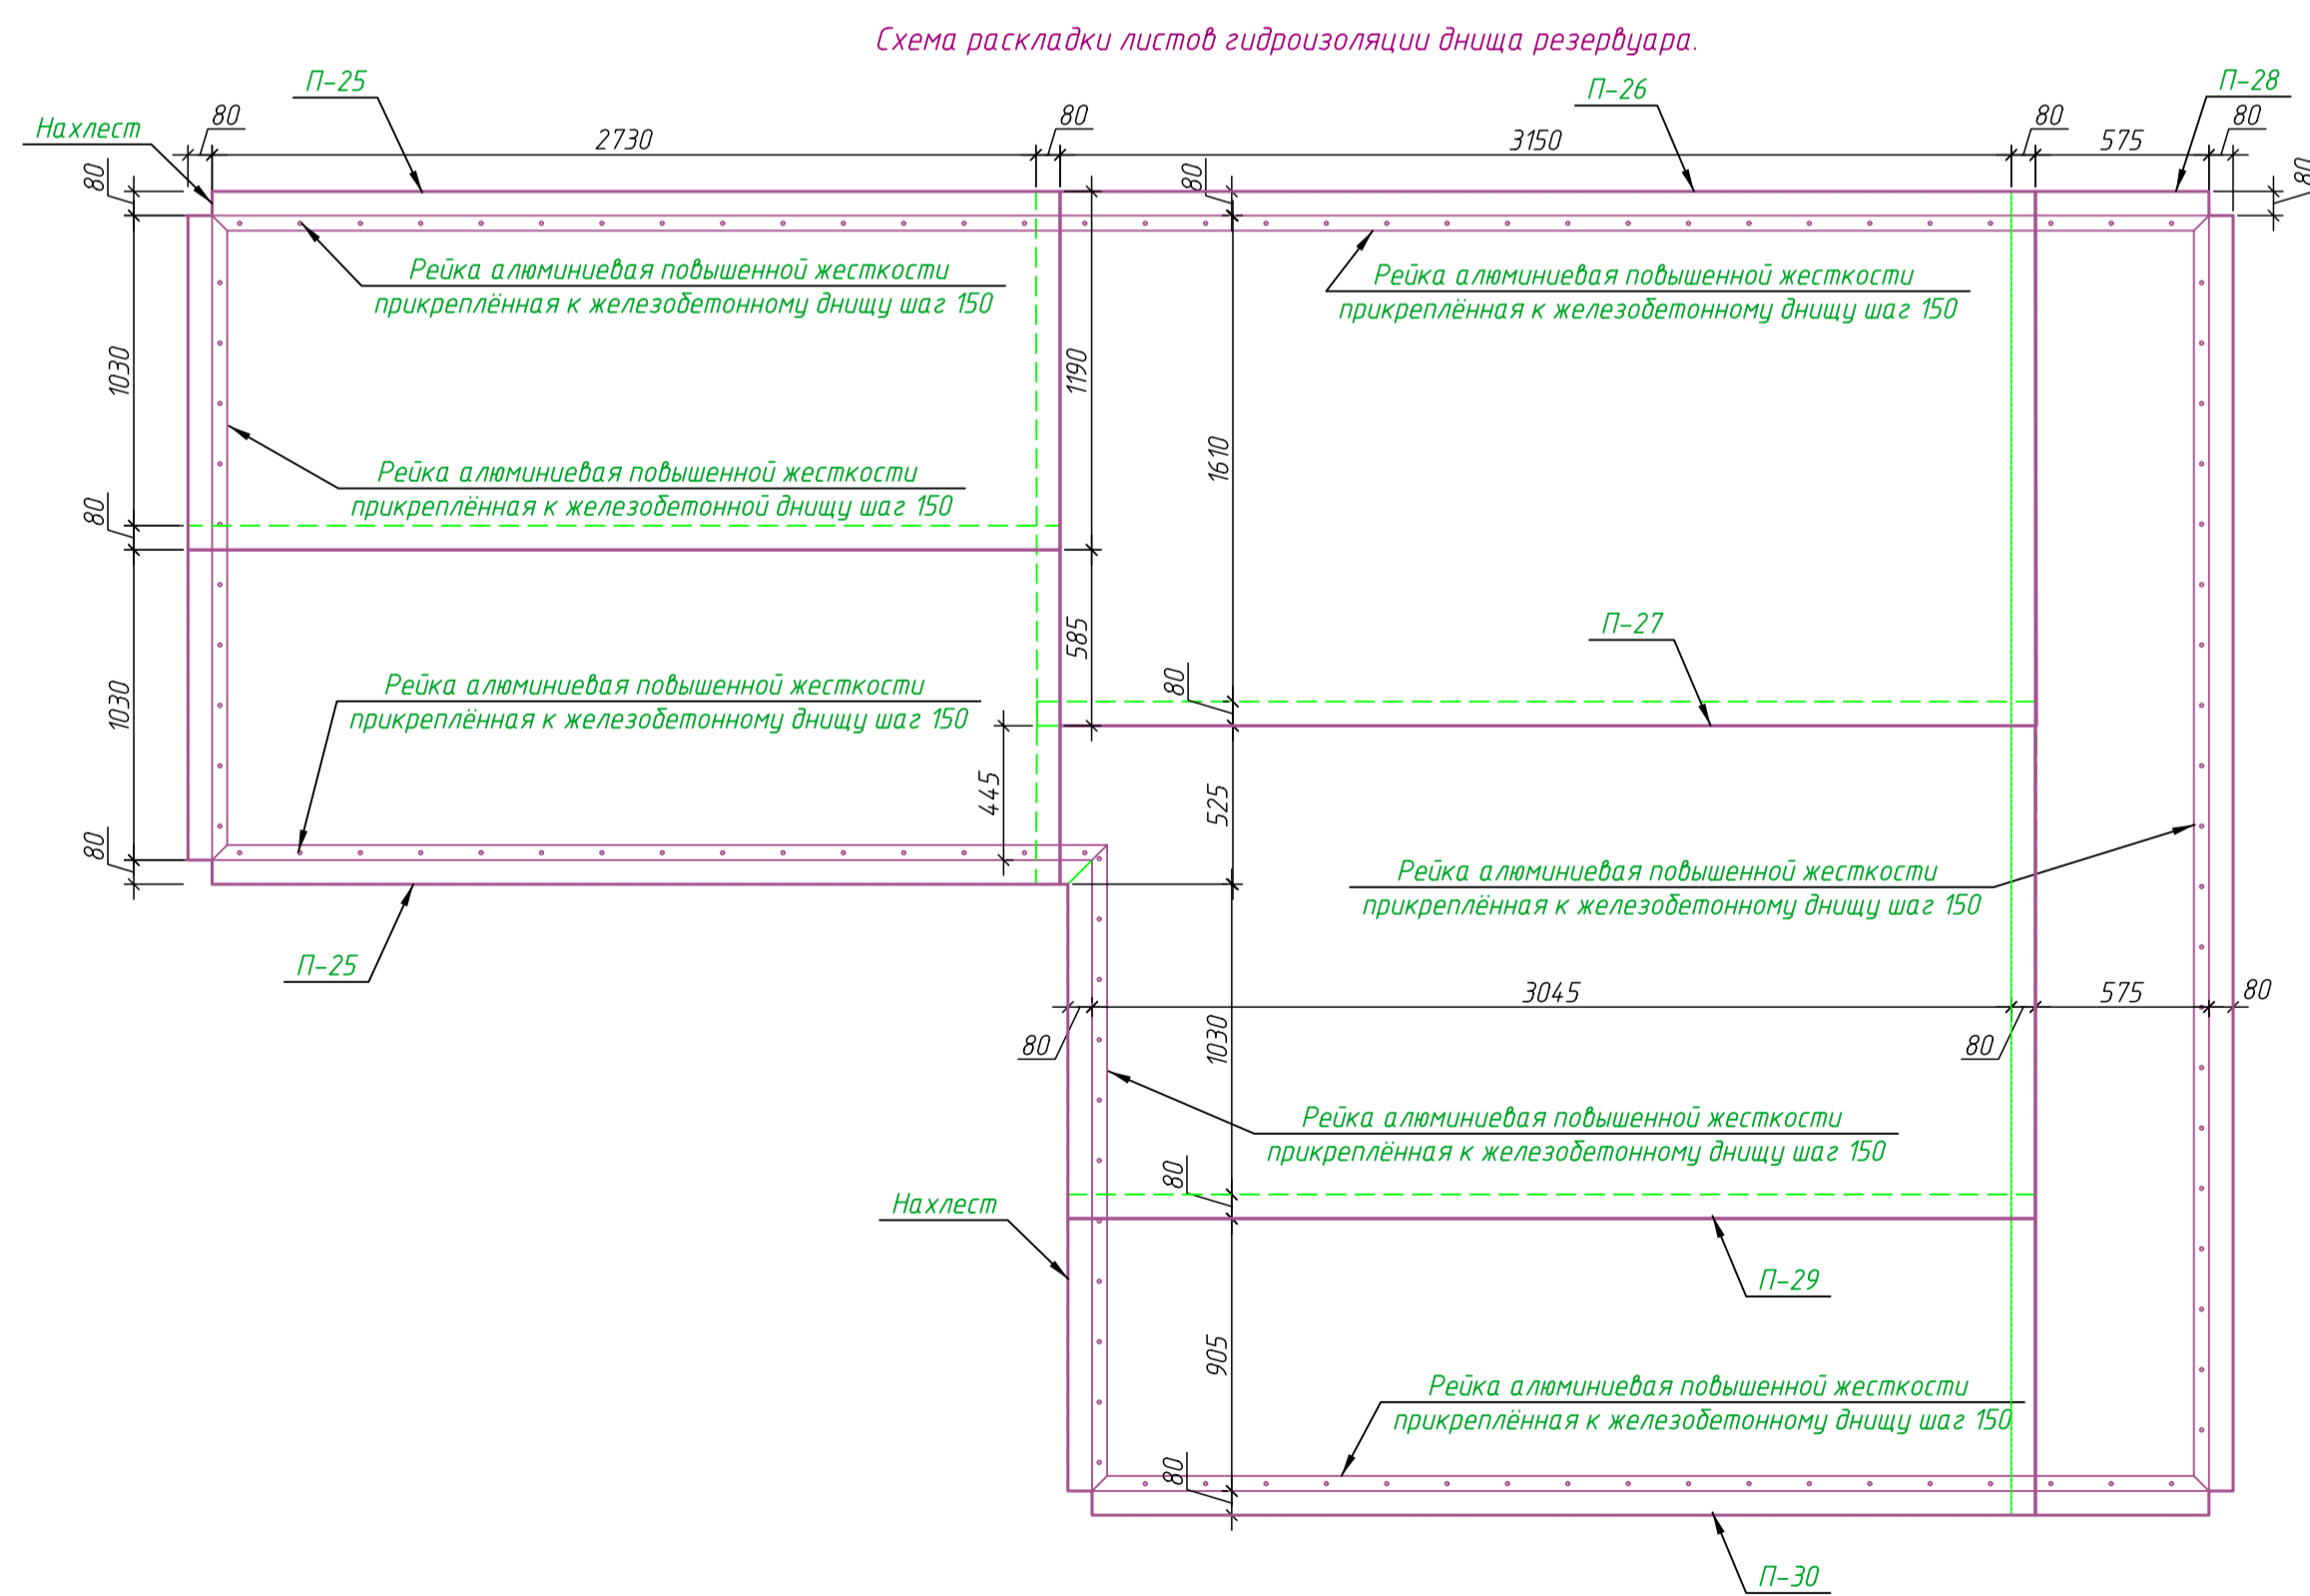 Схема раскладки листов гидроизоляции днища резервуара.
П-25
П-26
П-28
Нахлест
80
80
80
80
2730
3150
575
80
80
80
Рейка алюминиевая повышенной жесткости
прикреплённая к железобетонному днищу шаг 150
Рейка алюминиевая повышенной жесткости
прикреплённая к железобетонному днищу шаг 150
1030
1190
1610
Рейка алюминиевая повышенной жесткости
прикреплённая к железобетонной днищу шаг 150
80
585
П-27
80
1030
Рейка алюминиевая повышенной жесткости
прикреплённая к железобетонному днищу шаг 150
445
525
80
Рейка алюминиевая повышенной жесткости
прикреплённая к железобетонному днищу шаг 150
П-25
3045
575
80
80
1030
80
Рейка алюминиевая повышенной жесткости
прикреплённая к железобетонному днищу шаг 150
80
Нахлест
П-29
905
Рейка алюминиевая повышенной жесткости
прикреплённая к железобетонному днищу шаг 150
80
П-30